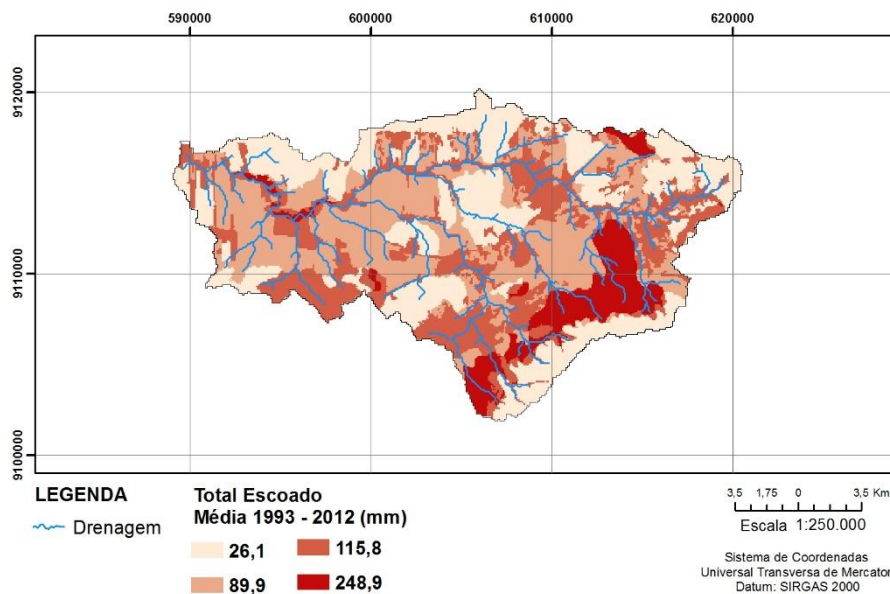 590000 600000 610000 620000
9120000
9110000
9100000
LEGENDA
Drenagem
Total Escoado
Média 1993 - 2012 (mm)
26,1 115,8
89,9 248,9
3,5 1,75 0 3,5 Km
Escala 1:250.000
Sistema de Coordenadas
Universal Transversa de Mercator
Datum: SIRGAS 2000